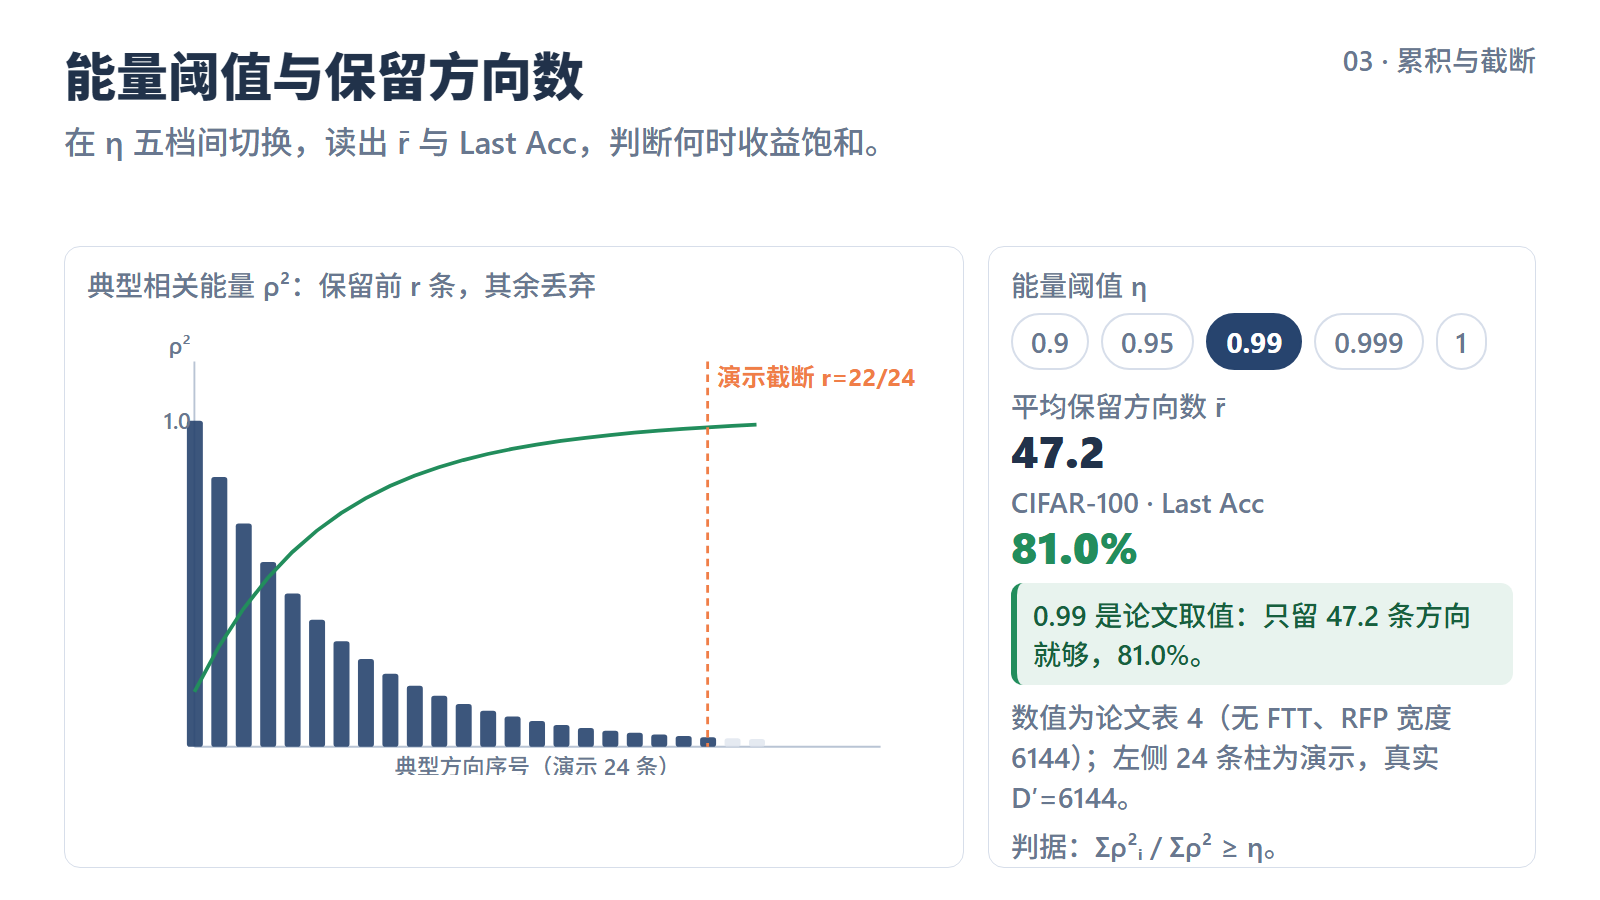 能量阈值与保留方向数
03 · 累积与截断
在 η 五档间切换，读出 r̄ 与 Last Acc，判断何时收益饱和。
典型相关能量 ρ²：保留前 r 条，其余丢弃
ρ²
1.0
演示截断 r=22/24
典型方向序号（演示 24 条）
能量阈值 η
0.9 0.95 0.99 0.999 1
平均保留方向数 r̄
47.2
CIFAR-100 · Last Acc
81.0%
0.99 是论文取值：只留 47.2 条方向
就够，81.0%。
数值为论文表 4（无 FTT、RFP 宽度
6144）；左侧 24 条柱为演示，真实
D′=6144。
判据：Σρ²ᵢ / Σρ² ≥ η。